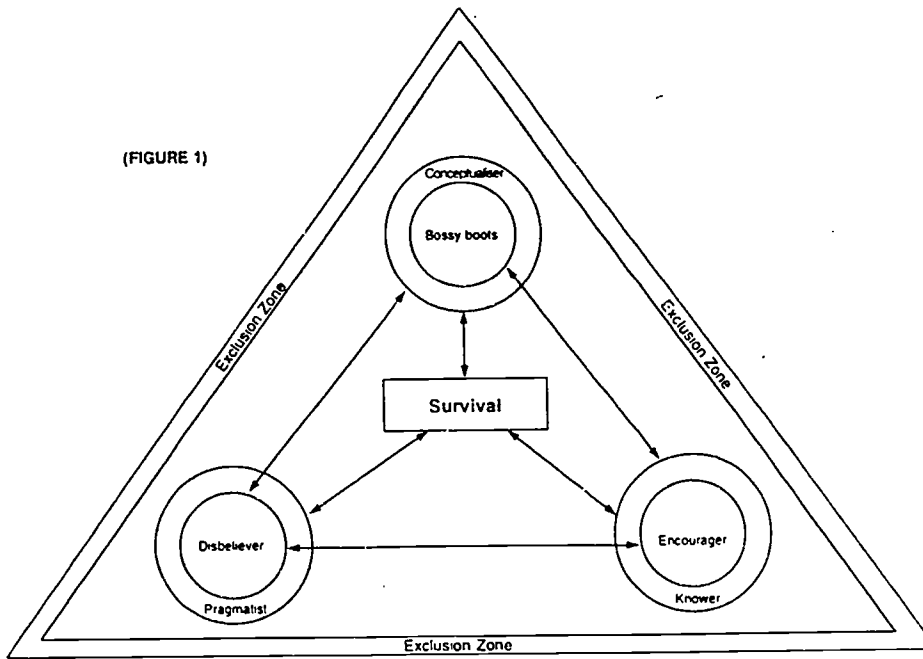 (FIGURE 1)
Conceptualiser
Bossy boots
Exclusion Zone
Exclusion Zone
Survival
Disbeliever
Encourager
Pragmatist
Knower
Exclusion Zone